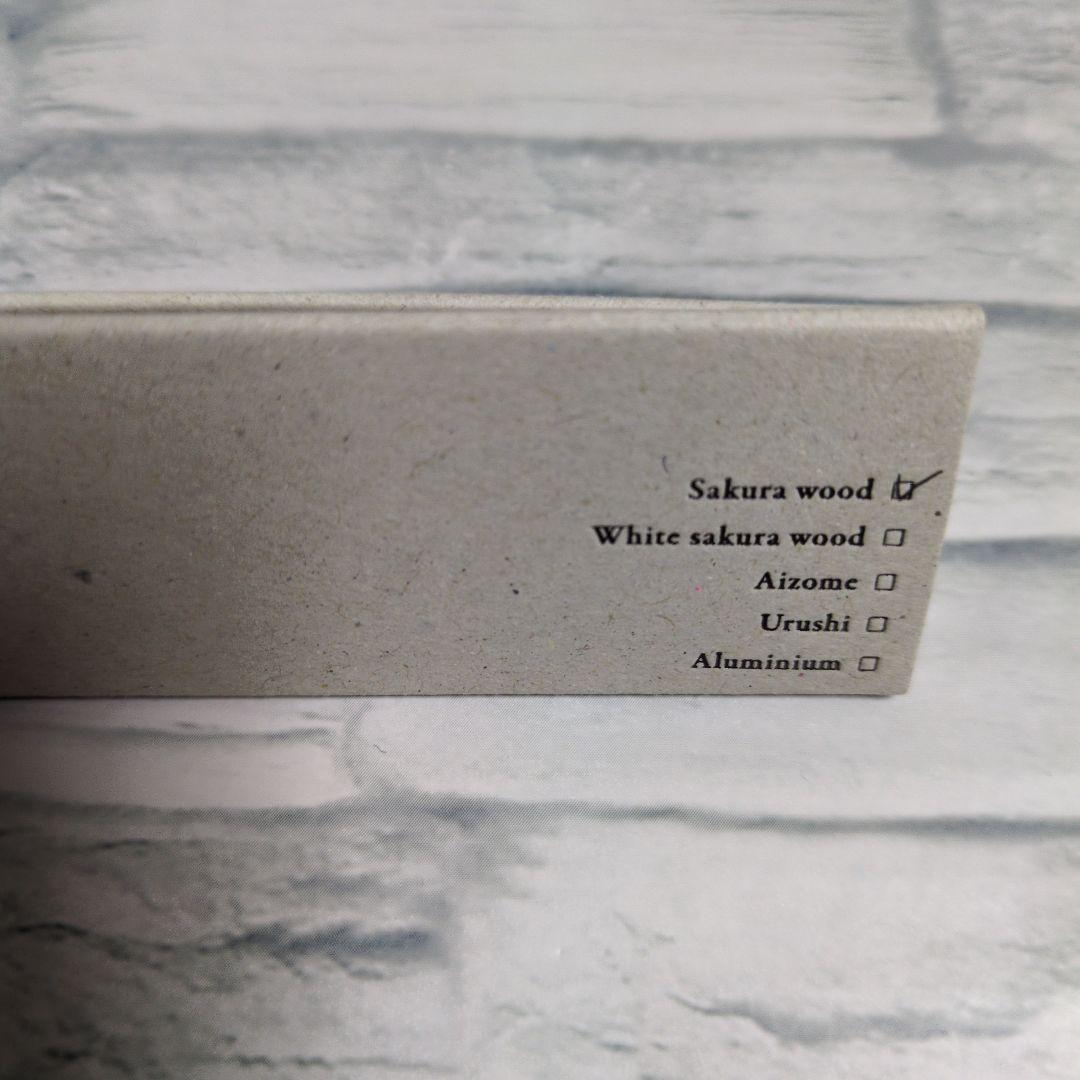 Sakura wood ☑
White sakura wood ☐
Aizome ☐
Urushi ☐
Aluminium ☐